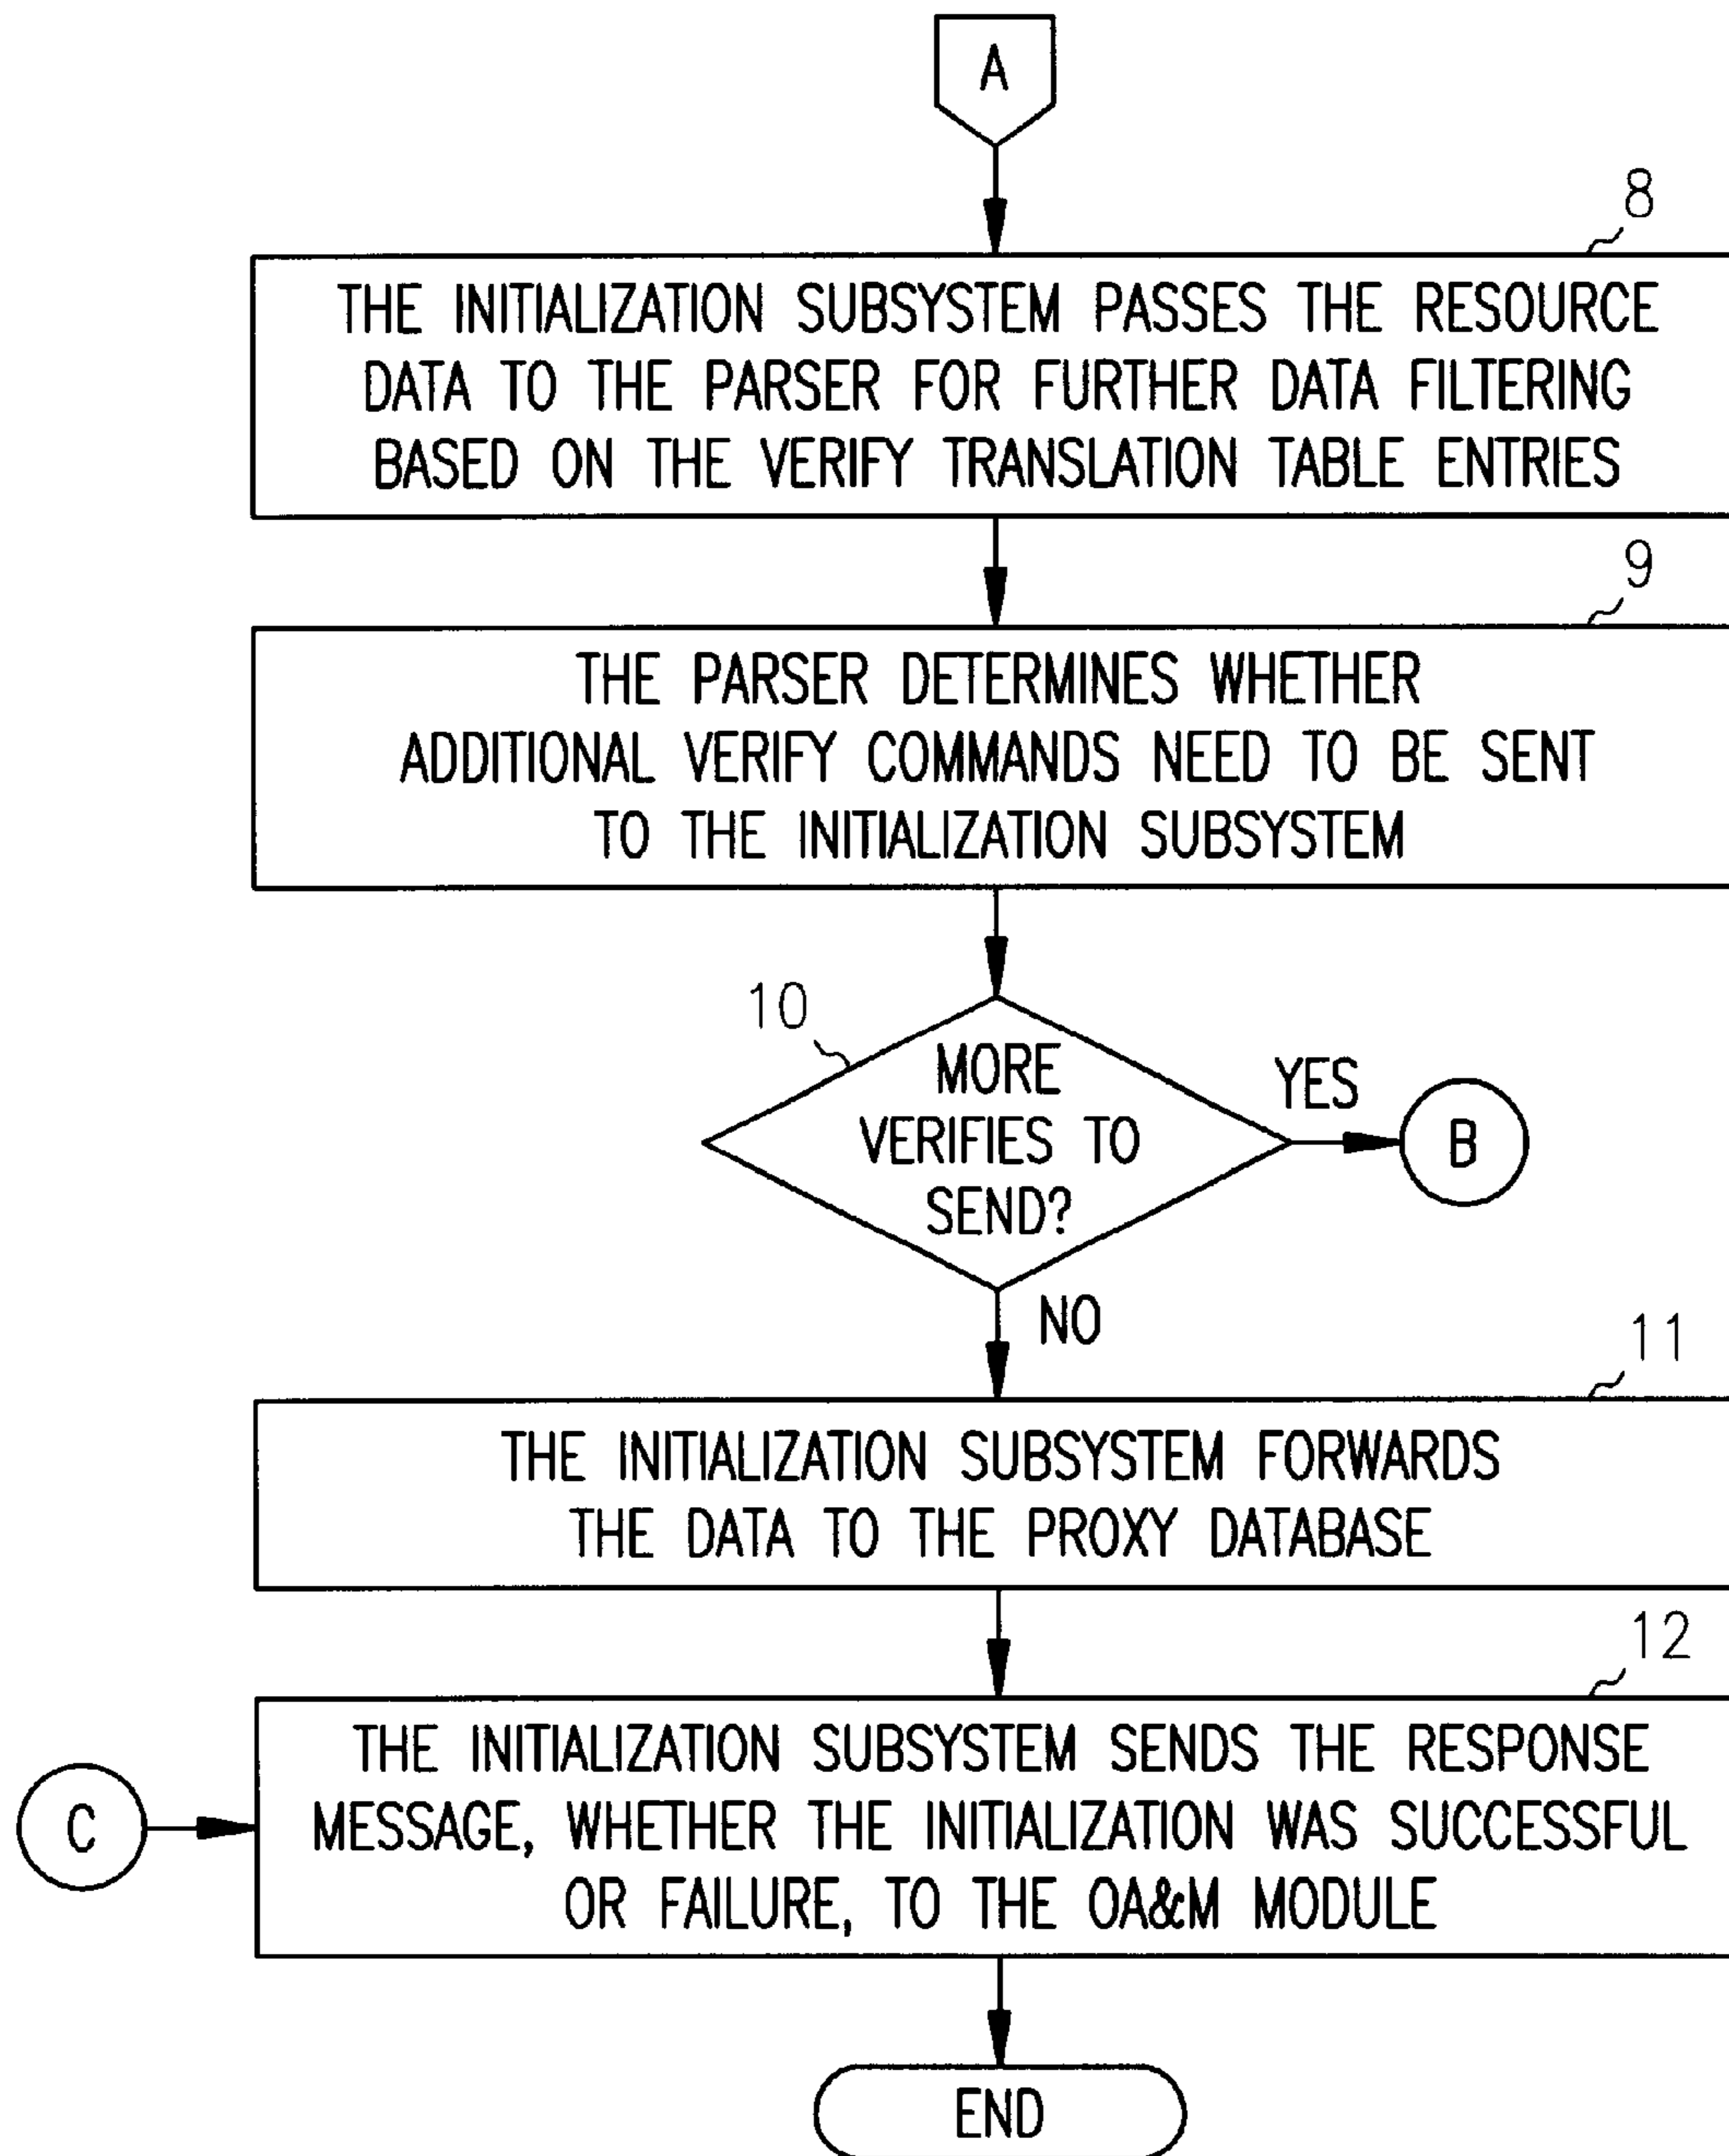 A
8
THE INITIALIZATION SUBSYSTEM PASSES THE RESOURCE
DATA TO THE PARSER FOR FURTHER DATA FILTERING
BASED ON THE VERIFY TRANSLATION TABLE ENTRIES
9
THE PARSER DETERMINES WHETHER
ADDITIONAL VERIFY COMMANDS NEED TO BE SENT
TO THE INITIALIZATION SUBSYSTEM
10
MORE
VERIFIES TO
SEND?
YES
B
NO
11
THE INITIALIZATION SUBSYSTEM FORWARDS
THE DATA TO THE PROXY DATABASE
12
THE INITIALIZATION SUBSYSTEM SENDS THE RESPONSE
MESSAGE, WHETHER THE INITIALIZATION WAS SUCCESSFUL
OR FAILURE, TO THE OA&M MODULE
C
END